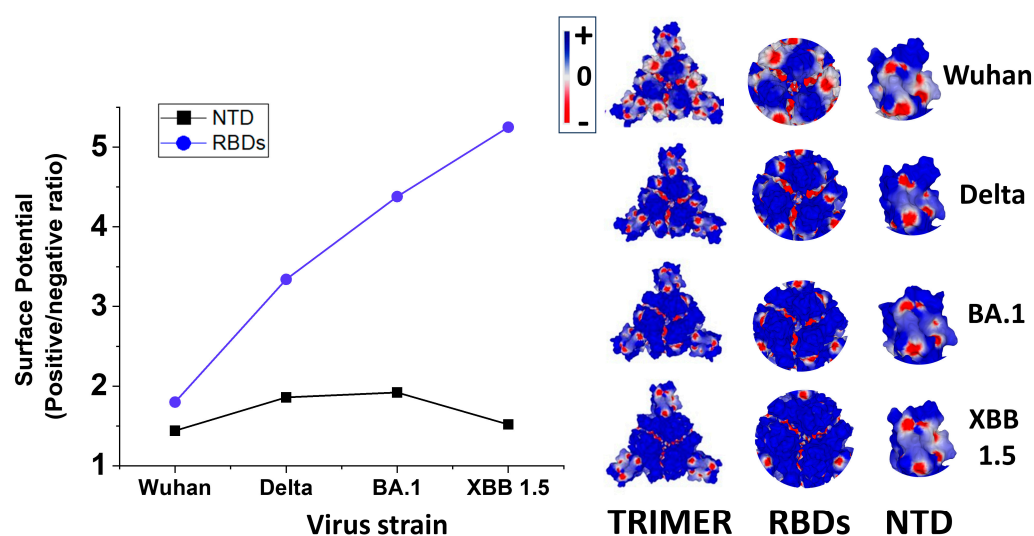 NTD
RBDs
Surface Potential
(Positive/negative ratio)
5
4
3
2
1
Wuhan
Delta
BA.1
XBB 1.5
Virus strain
+
0
-
Wuhan
Delta
BA.1
XBB
1.5
TRIMER
RBDs
NTD